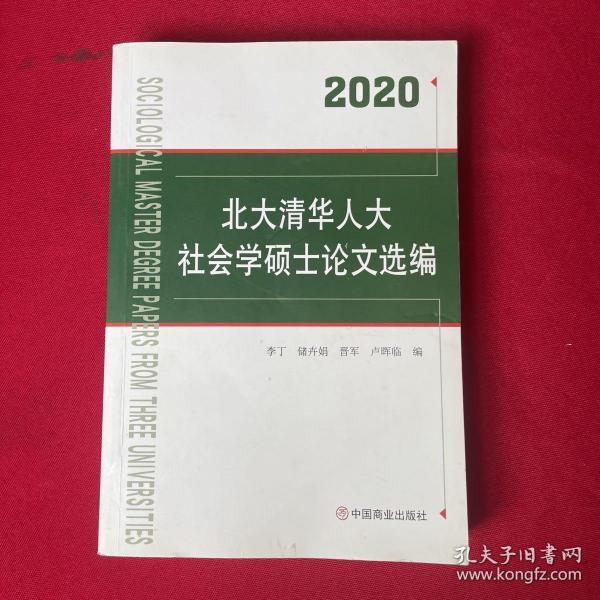 2020
北大清华人大
社会学硕士论文选编
李丁 储卉娟 晋军 卢晖临 编
中国商业出版社
SOCIOLOGICAL MASTER DEGREE PAPERS FROM THREE UNIVERSITIES
孔夫子旧书网
www.kongfz.com